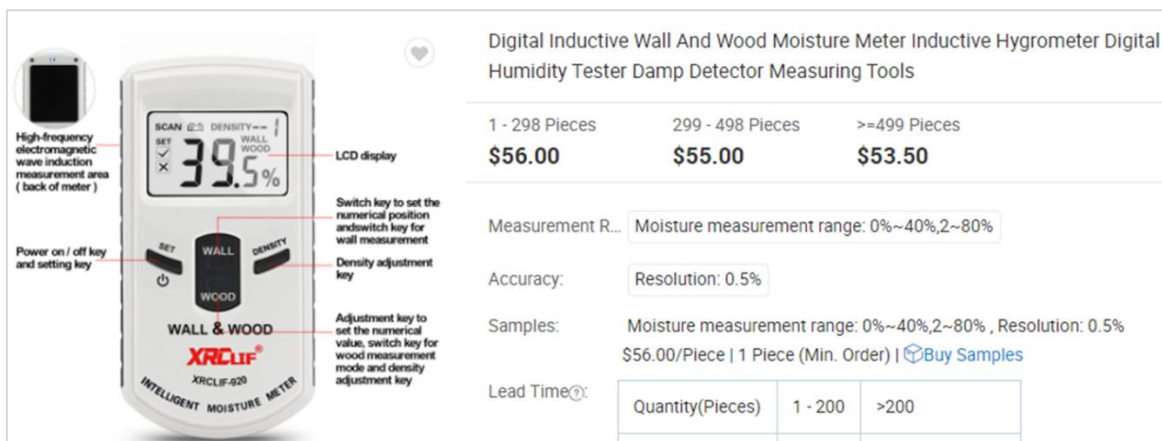 Digital Inductive Wall And Wood Moisture Meter Inductive Hygrometer Digital
Humidity Tester Damp Detector Measuring Tools
1 - 298 Pieces
299 - 498 Pieces
>=499 Pieces
$56.00
$55.00
$53.50
Measurement R...
Moisture measurement range: 0%~40%,2~80%
Accuracy:
Resolution: 0.5%
Samples:
Moisture measurement range: 0%~40%,2~80% , Resolution: 0.5%
$56.00/Piece | 1 Piece (Min. Order) | Buy Samples
Lead Time?:
Quantity(Pieces)
1 - 200
>200
High-frequency
electromagnetic
wave induction
measurement area
( back of meter )
Power on / off key
and setting key
SCAN DENSITY--
SET
WALL
WOOD
39.5%
SET
WALL
DENSITY
WOOD
WALL & WOOD
XRCLIF®
XRCLIF-920
INTELLIGENT MOISTURE METER
LCD display
Switch key to set the
numerical position
andswitch key for
wall measurement
Density adjustment
key
Adjustment key to
set the numerical
value, switch key for
wood measurement
mode and density
adjustment key